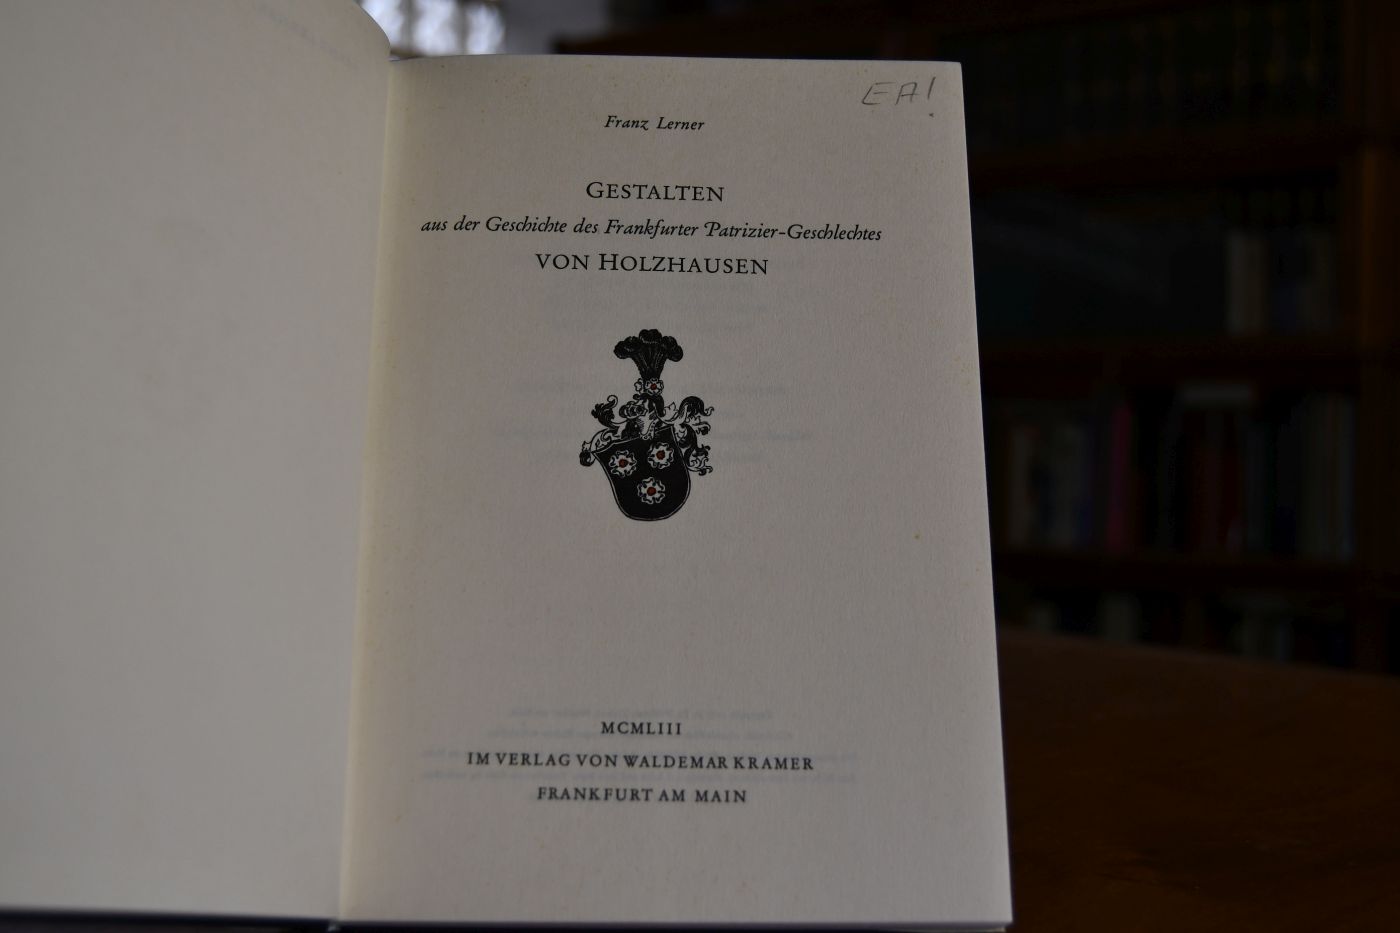 EA!
Franz Lerner
GESTALTEN
aus der Geschichte des Frankfurter Patrizier-Geschlechtes
VON HOLZHAUSEN
MCMLIII
IM VERLAG VON WALDEMAR KRAMER
FRANKFURT AM MAIN